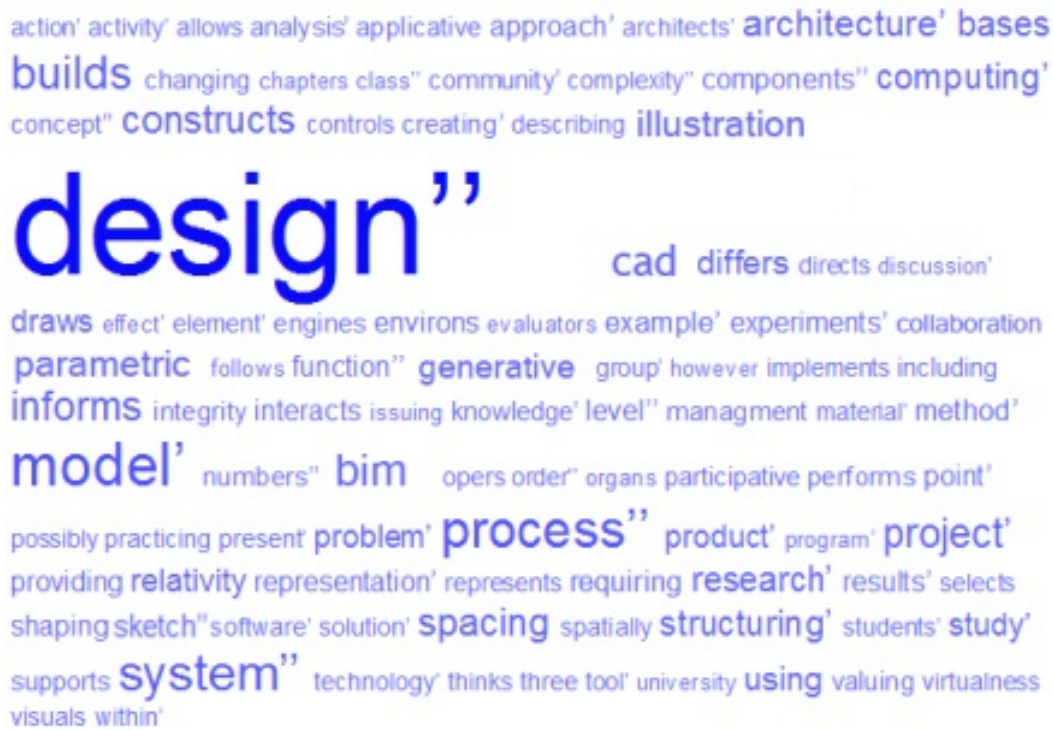 action' activity' allows analysis' applicative approach' architects' architecture' bases
builds changing chapters class'' community' complexity'' components'' computing'
concept'' constructs controls creating' describing illustration
design'' cad differs directs discussion'
draws effect' element' engines environs evaluators example' experiments' collaboration
parametric follows function'' generative group' however implements including
informs integrity interacts issuing knowledge' level'' managment material' method'
model' numbers'' bim opers order'' organs participative performs point'
possibly practicing present' problem' process'' product' program' project'
providing relativity representation' represents requiring research' results' selects
shaping sketch'' software' solution' spacing spatially structuring' students' study'
supports system'' technology' thinks three tool' university using valuing virtualness
visuals within'